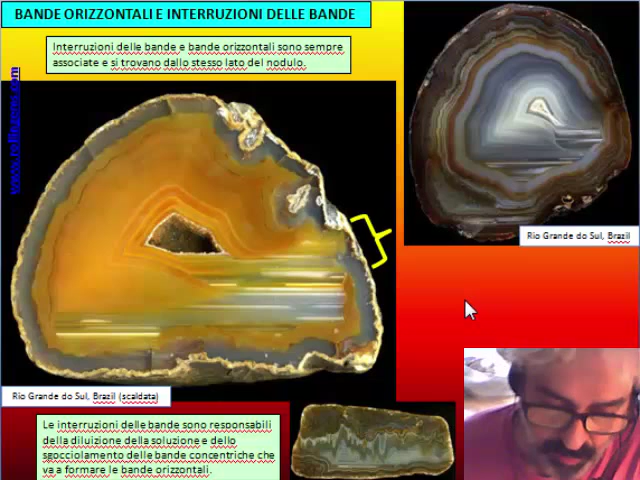 BANDE ORIZZONTALI E INTERRUZIONI DELLE BANDE
Interruzioni delle bande e bande orizzontali sono sempre
associate e si trovano dallo stesso lato del nodulo.
Rio Grande do Sul, Brazil
Rio Grande do Sul, Brazil (scaldata)
Le interruzioni delle bande sono responsabili
della diluizione della soluzione e dello
sgocciolamento delle bande concentriche che
va a formare le bande orizzontali.